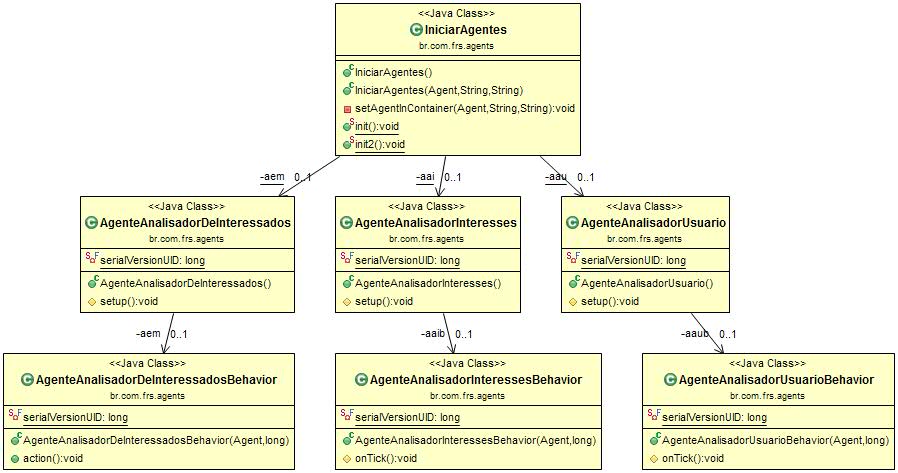 <<Java Class>>
IniciarAgentes
br.com.frs.agents
IniciarAgentes()
IniciarAgentes(Agent,String,String)
setAgentInContainer(Agent,String,String):void
init():void
init2():void
-aem 0..1
-aai 0..1
-aau 0..1
<<Java Class>>
AgenteAnalisadorDeInteressados
br.com.frs.agents
serialVersionUID: long
AgenteAnalisadorDeInteressados()
setup():void
<<Java Class>>
AgenteAnalisadorInteresses
br.com.frs.agents
serialVersionUID: long
AgenteAnalisadorInteresses()
setup():void
<<Java Class>>
AgenteAnalisadorUsuario
br.com.frs.agents
serialVersionUID: long
AgenteAnalisadorUsuario()
setup():void
-aem 0..1
-aaib 0..1
-aaub 0..1
<<Java Class>>
AgenteAnalisadorDeInteressadosBehavior
br.com.frs.agents
serialVersionUID: long
AgenteAnalisadorDeInteressadosBehavior(Agent,long)
action():void
<<Java Class>>
AgenteAnalisadorInteressesBehavior
br.com.frs.agents
serialVersionUID: long
AgenteAnalisadorInteressesBehavior(Agent,long)
onTick():void
<<Java Class>>
AgenteAnalisadorUsuarioBehavior
br.com.frs.agents
serialVersionUID: long
AgenteAnalisadorUsuarioBehavior(Agent,long)
onTick():void